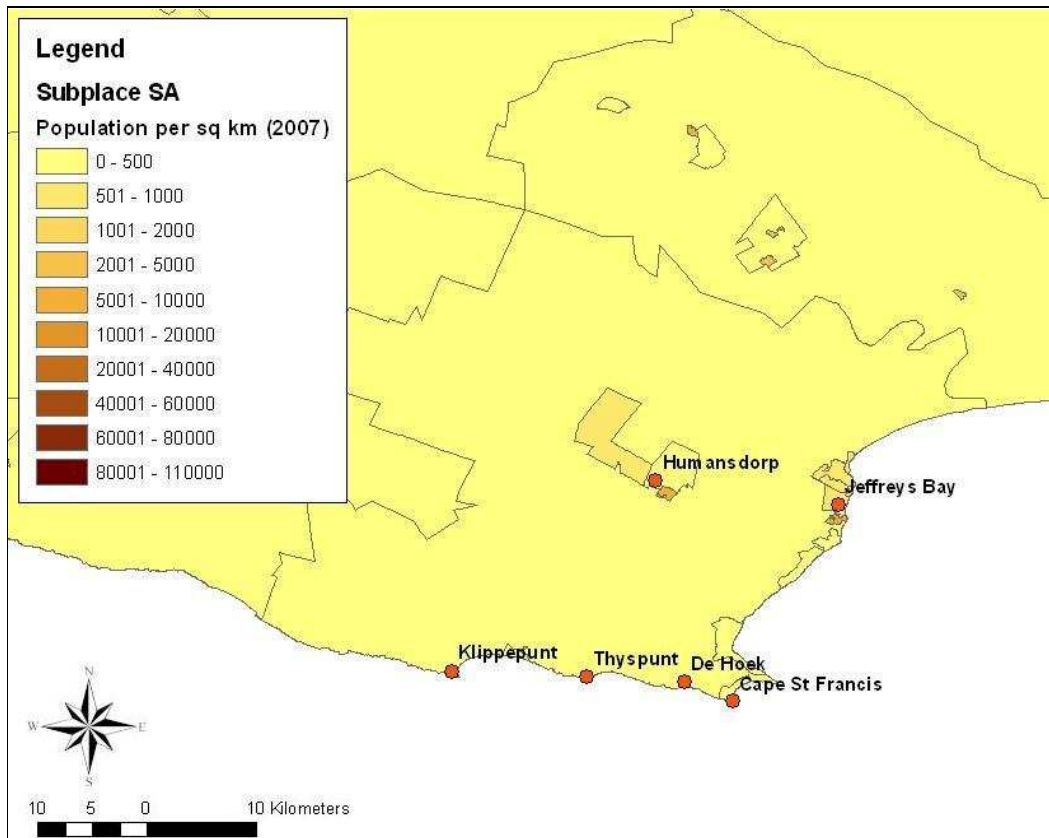 Legend
Subplace SA
Population per sq km (2007)
0 - 500
501 - 1000
1001 - 2000
2001 - 5000
5001 - 10000
10001 - 20000
20001 - 40000
40001 - 60000
60001 - 80000
80001 - 110000
Humansdorp
Jeffreys Bay
Klippepunt
Thyspunt
De Hoek
Cape St Francis
N
W
E
S
10 5 0 10 Kilometers